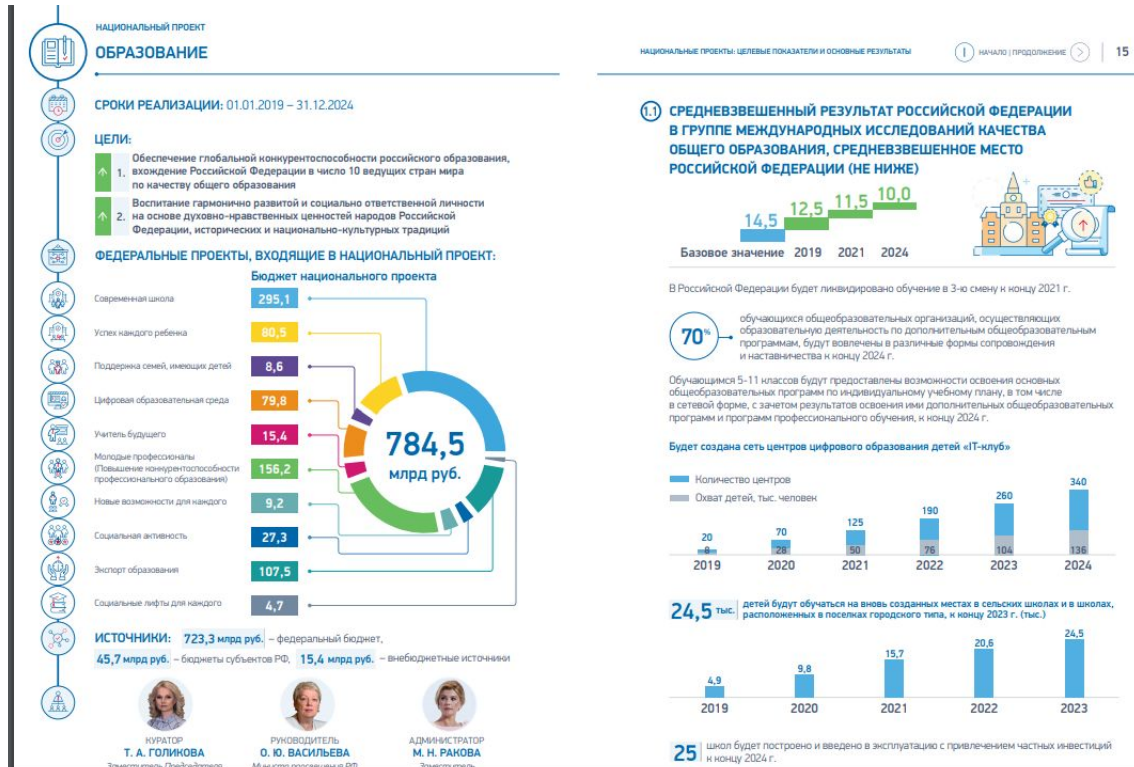 НАЦИОНАЛЬНЫЙ ПРОЕКТ
ОБРАЗОВАНИЕ
СРОКИ РЕАЛИЗАЦИИ: 01.01.2019 – 31.12.2024
ЦЕЛИ:
1. Обеспечение глобальной конкурентоспособности российского образования,
вхождение Российской Федерации в число 10 ведущих стран мира
по качеству общего образования
2. Воспитание гармонично развитой и социально ответственной личности
на основе духовно-нравственных ценностей народов Российской
Федерации, исторических и национально-культурных традиций
ФЕДЕРАЛЬНЫЕ ПРОЕКТЫ, ВХОДЯЩИЕ В НАЦИОНАЛЬНЫЙ ПРОЕКТ:
Бюджет национального проекта
Современная школа 295,1
Успех каждого ребенка 80,5
Поддержка семей, имеющих детей 8,6
Цифровая образовательная среда 79,8
Учитель будущего 15,4
Молодые профессионалы
(Повышение конкурентоспособности
профессионального образования) 156,2
Новые возможности для каждого 9,2
Социальная активность 27,3
Экспорт образования 107,5
Социальные лифты для каждого 4,7
784,5
млрд руб.
ИСТОЧНИКИ: 723,3 млрд руб. – федеральный бюджет,
45,7 млрд руб. – бюджеты субъектов РФ, 15,4 млрд руб. – внебюджетные источники
КУРАТОР
Т. А. ГОЛИКОВА
Заместитель Председателя
РУКОВОДИТЕЛЬ
О. Ю. ВАСИЛЬЕВА
Министр просвещения РФ
АДМИНИСТРАТОР
М. Н. РАКОВА
Заместитель
НАЦИОНАЛЬНЫЕ ПРОЕКТЫ: ЦЕЛЕВЫЕ ПОКАЗАТЕЛИ И ОСНОВНЫЕ РЕЗУЛЬТАТЫ
НАЧАЛО | ПРОДОЛЖЕНИЕ
15
1.1 СРЕДНЕВЗВЕШЕННЫЙ РЕЗУЛЬТАТ РОССИЙСКОЙ ФЕДЕРАЦИИ
В ГРУППЕ МЕЖДУНАРОДНЫХ ИССЛЕДОВАНИЙ КАЧЕСТВА
ОБЩЕГО ОБРАЗОВАНИЯ, СРЕДНЕВЗВЕШЕННОЕ МЕСТО
РОССИЙСКОЙ ФЕДЕРАЦИИ (НЕ НИЖЕ)
14,5 12,5 11,5 10,0
Базовое значение 2019 2021 2024
В Российской Федерации будет ликвидировано обучение в 3-ю смену к концу 2021 г.
70%
обучающихся общеобразовательных организаций, осуществляющих
образовательную деятельность по дополнительным общеобразовательным
программам, будут вовлечены в различные формы сопровождения
и наставничества к концу 2024 г.
Обучающимся 5-11 классов будут предоставлены возможности освоения основных
общеобразовательных программ по индивидуальному учебному плану, в том числе
в сетевой форме, с зачетом результатов освоения ими дополнительных общеобразовательных
программ и программ профессионального обучения, к концу 2024 г.
Будет создана сеть центров цифрового образования детей «IT-клуб»
Количество центров
Охват детей, тыс. человек
20 70 125 190 260 340
8 28 50 76 104 136
2019 2020 2021 2022 2023 2024
24,5 тыс. детей будут обучаться на вновь созданных местах в сельских школах и в школах,
расположенных в поселках городского типа, к концу 2023 г. (тыс.)
4,9 9,8 15,7 20,6 24,5
2019 2020 2021 2022 2023
25 школ будет построено и введено в эксплуатацию с привлечением частных инвестиций
к концу 2024 г.